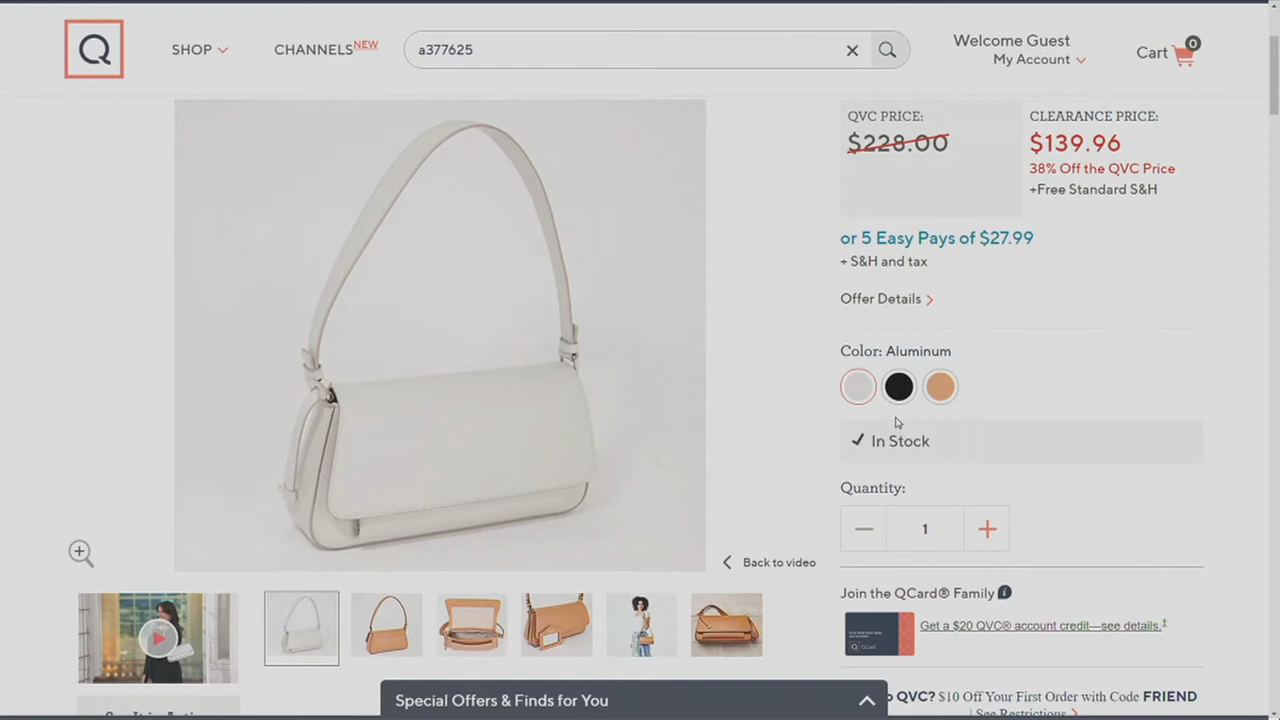 Q
SHOP
CHANNELS NEW
a377625
Welcome Guest
My Account
Cart
0
QVC PRICE:
$228.00
CLEARANCE PRICE:
$139.96
38% Off the QVC Price
+Free Standard S&H
or 5 Easy Pays of $27.99
+ S&H and tax
Offer Details
Color: Aluminum
In Stock
Quantity:
1
Back to video
Join the QCard® Family
Get a $20 QVC® account credit—see details.†
QVC? $10 Off Your First Order with Code FRIEND
See Restrictions
Special Offers & Finds for You